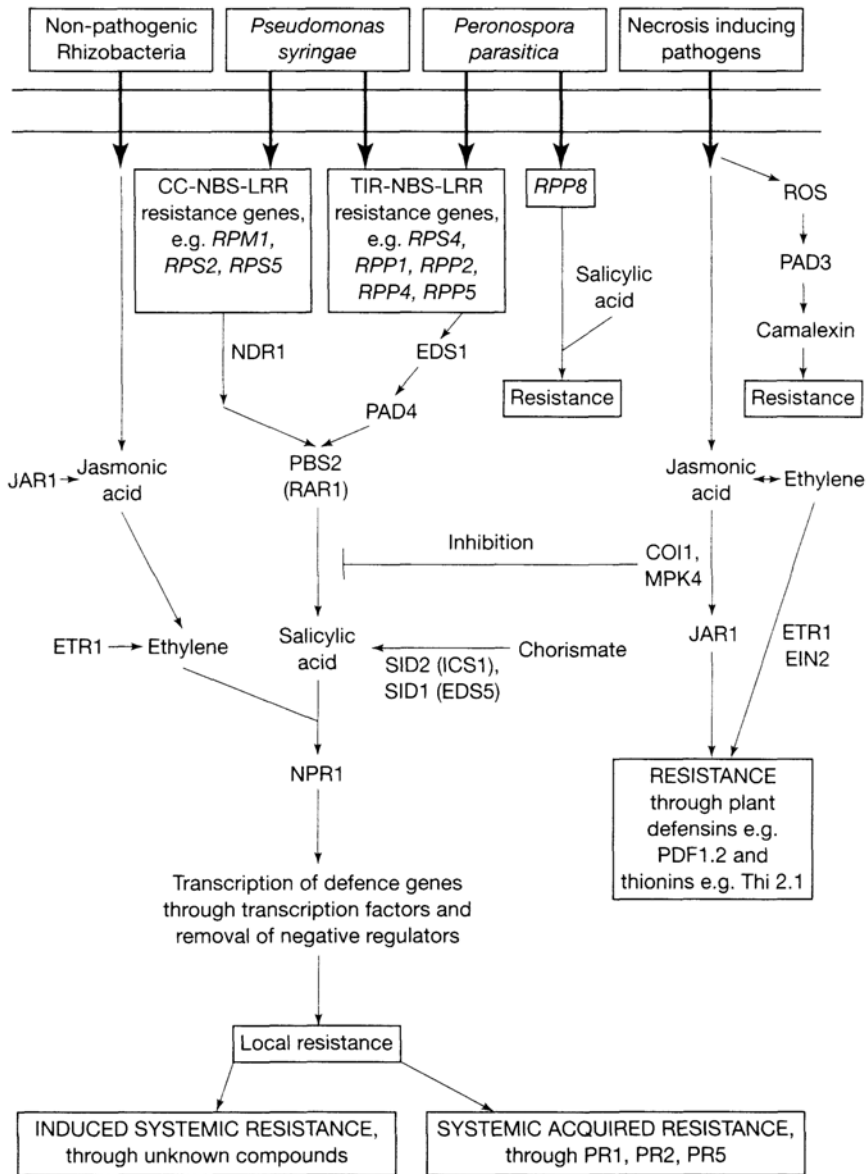 Non-pathogenic
Rhizobacteria
Pseudomonas
syringae
Peronospora
parasitica
Necrosis inducing
pathogens
CC-NBS-LRR
resistance genes,
e.g. RPM1,
RPS2, RPS5
TIR-NBS-LRR
resistance genes,
e.g. RPS4,
RPP1, RPP2,
RPP4, RPP5
RPP8
ROS
PAD3
Camalexin
Resistance
Salicylic
acid
Resistance
NDR1
EDS1
PAD4
PBS2
(RAR1)
JAR1
Jasmonic
acid
Jasmonic
acid
Ethylene
Inhibition
COI1,
MPK4
ETR1
Ethylene
Salicylic
acid
SID2 (ICS1),
SID1 (EDS5)
Chorismate
JAR1
ETR1
EIN2
NPR1
RESISTANCE
through plant
defensins e.g.
PDF1.2 and
thionins e.g. Thi 2.1
Transcription of defence genes
through transcription factors and
removal of negative regulators
Local resistance
INDUCED SYSTEMIC RESISTANCE,
through unknown compounds
SYSTEMIC ACQUIRED RESISTANCE,
through PR1, PR2, PR5